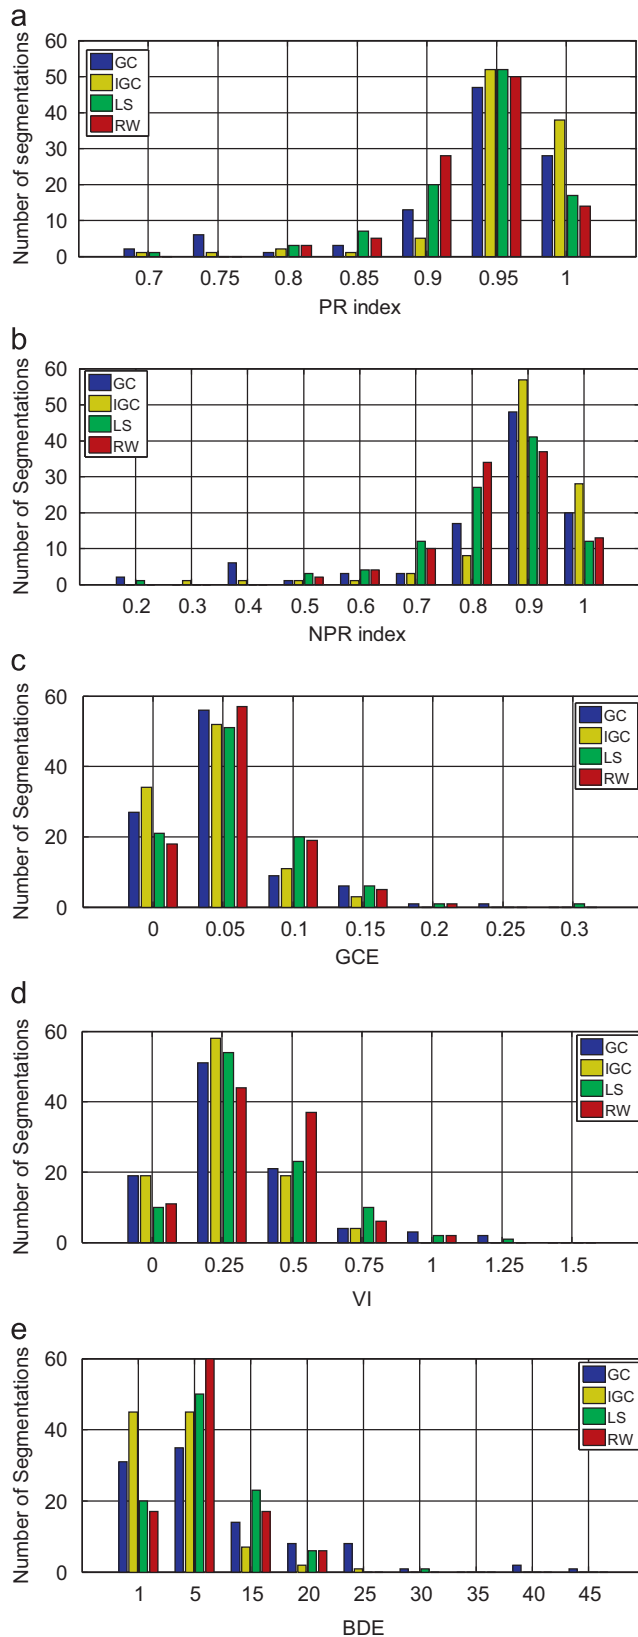 a
Number of segmentations
60
50
40
30
20
10
0
GC
IGC
LS
RW
0.7 0.75 0.8 0.85 0.9 0.95 1
PR index
b
Number of Segmentations
60
50
40
30
20
10
0
GC
IGC
LS
RW
0.2 0.3 0.4 0.5 0.6 0.7 0.8 0.9 1
NPR index
c
Number of Segmentations
60
40
20
0
GC
IGC
LS
RW
0 0.05 0.1 0.15 0.2 0.25 0.3
GCE
d
Number of Segmentations
60
40
20
0
GC
IGC
LS
RW
0 0.25 0.5 0.75 1 1.25 1.5
VI
e
Number of Segmentations
60
40
20
0
GC
IGC
LS
RW
1 5 15 20 25 30 35 40 45
BDE